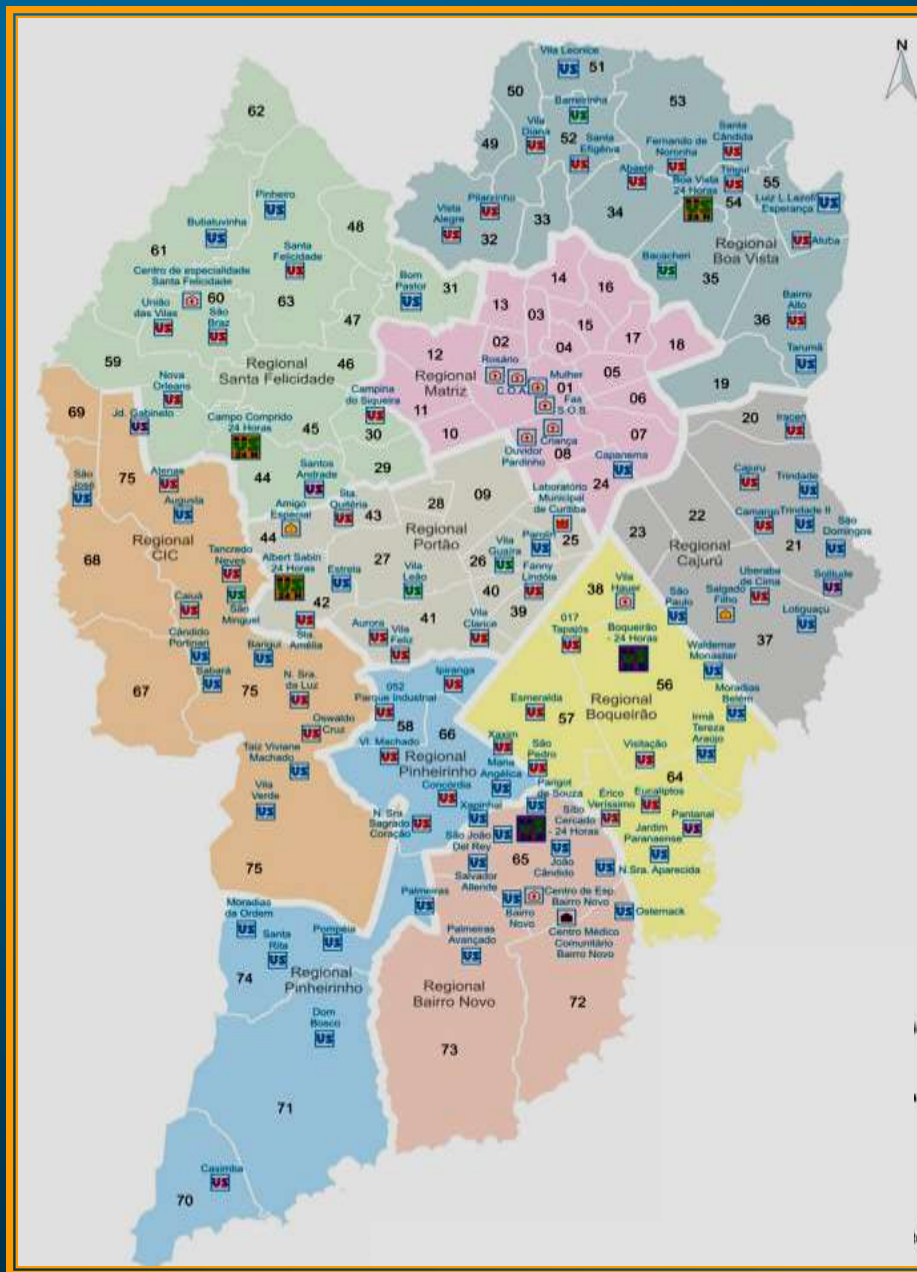 N
Vila Leonice
51
50
Barreirinha
53
62
Vila
Diana
52
Santa
Efigênia
Fernando de
Noronha
Santa
Cândida
49
Abaeté
Boa Vista
24 Horas
Tingui
55
54
Luiz L Lazof
Esperança
Pinheiro
48
Pilarzinho
33
34
Butiatuvinha
Vista
Alegre
32
Regional
Boa Vista
Atuba
61
Santa
Felicidade
Bacacheri
Centro de especialidade
Santa Felicidade
Bom
Pastor
31
14
35
60
63
13
03
16
Bairro
Alto
União
das Vilas
São
Braz
47
15
36
02
17
18
Tarumã
59
Regional
Santa Felicidade
46
12
Regional
Matriz
04
Rosário
Mulher
01
05
19
C.O.A.
Nova
Orleans
Campina
do Siqueira
11
Fas
S.O.S.
06
69
Jd. Gabineto
Campo Comprido
24 Horas
45
30
10
Ouvidor
Pardinho
Criança
08
07
20
Iracen
75
Atenas
44
Santos
Andrade
29
Capanema
São
José
Augusta
Amigo
Especial
Sta.
Quitéria
43
28
09
Laboratório
Municipal
de Curitiba
24
Cajuru
Trindade
22
Regional
CIC
44
Regional
Portão
Parolin
25
23
Camargo
Trindade II
São
Domingos
21
68
Tancredo
Neves
Albert Sabin
24 Horas
27
26
Vila
Guaíra
Regional
Cajurú
Estrela
Vila
Leão
Fanny
Lindóia
38
Vila
Hauer
Uberaba
de Cima
Solitude
Caiuá
São
Miguel
42
40
39
São
Paulo
Salgado
Filho
Lotiguaçu
Cândido
Portinari
Barigui
Sta.
Amélia
Aurora
41
Vila
Feliz
Vila
Clarice
017
Tapajós
Boqueirão
- 24 Horas
37
Waldemar
Monastier
Sabará
67
75
N. Sra.
da Luz
052
Parque Industrial
Ipiranga
56
Moradias
Belém
Esmeralda
Regional
Boqueirão
Oswaldo
Cruz
58
66
57
Irmã
Tereza
Araújo
Taiz Viviane
Machado
Vl. Machado
Regional
Pinheirinho
Xaxim
São
Pedro
Visitação
64
Maria
Angélica
Vila
Verde
Concórdia
Parigot
de Souza
Érico
Veríssimo
Eucaliptos
Xapinhal
Sítio
Cercado
- 24 Horas
Pantanal
N. Sra.
Sagrado
Coração
São João
Del Rey
Jardim
Paranaense
65
75
Salvador
Allende
João
Cândido
N.Sra. Aparecida
Palmeiras
Centro de Esp.
Bairro Novo
Moradias
da Ordem
Bairro
Novo
Osternack
Santa
Rita
Pompéia
Palmeiras
Avançado
Centro Médico
Comunitário
Bairro Novo
74
Regional
Pinheirinho
Regional
Bairro Novo
72
Dom
Bosco
73
71
Caximba
70